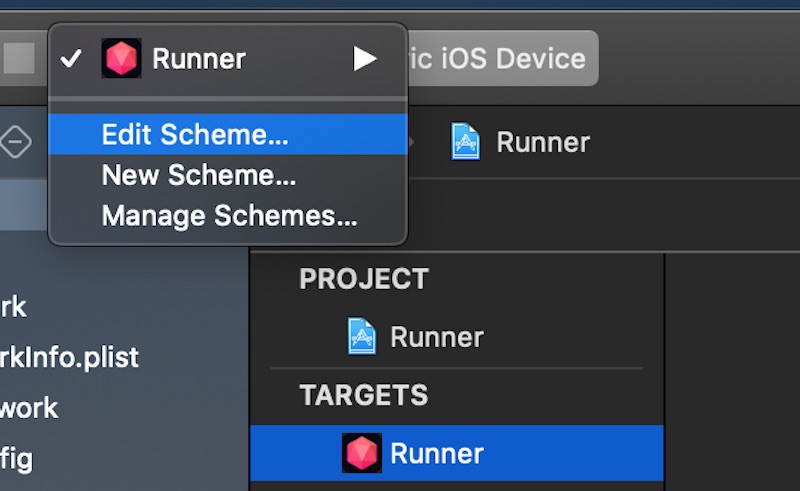 Runner
ric iOS Device
Edit Scheme...
Runner
New Scheme...
Manage Schemes...
PROJECT
rk
Runner
rkInfo.plist
TARGETS
work
Runner
fig